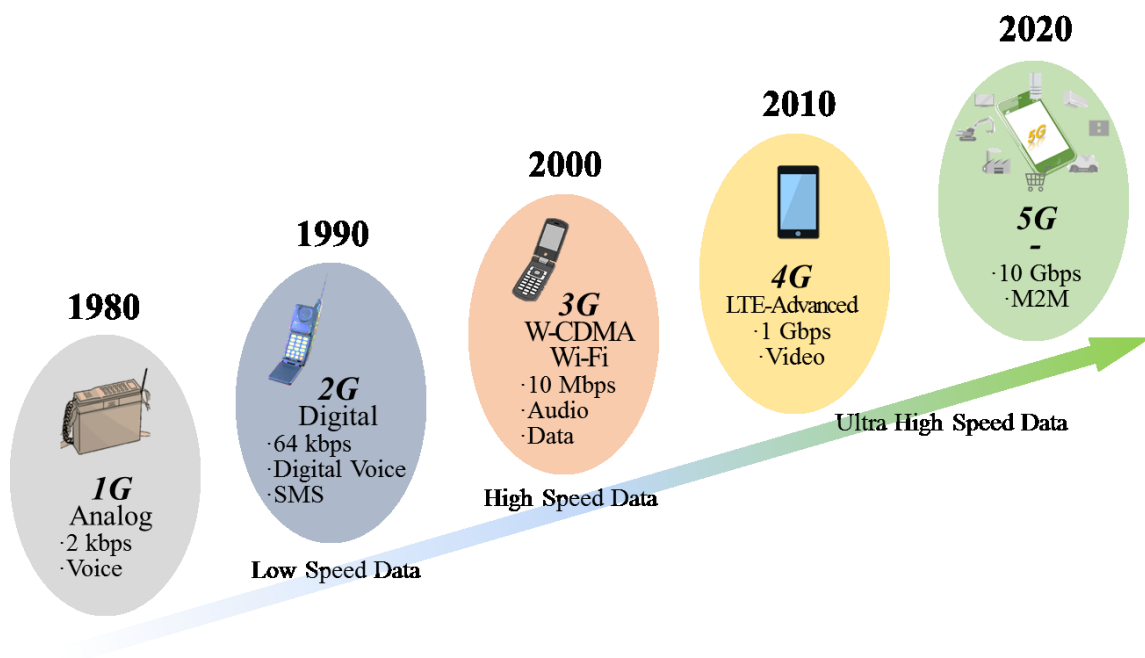 1980
1G
Analog
·2 kbps
·Voice
1990
2G
Digital
·64 kbps
·Digital Voice
·SMS
2000
3G
W-CDMA
Wi-Fi
·10 Mbps
·Audio
·Data
2010
4G
LTE-Advanced
·1 Gbps
·Video
2020
5G
5G
-
·10 Gbps
·M2M
Low Speed Data
High Speed Data
Ultra High Speed Data